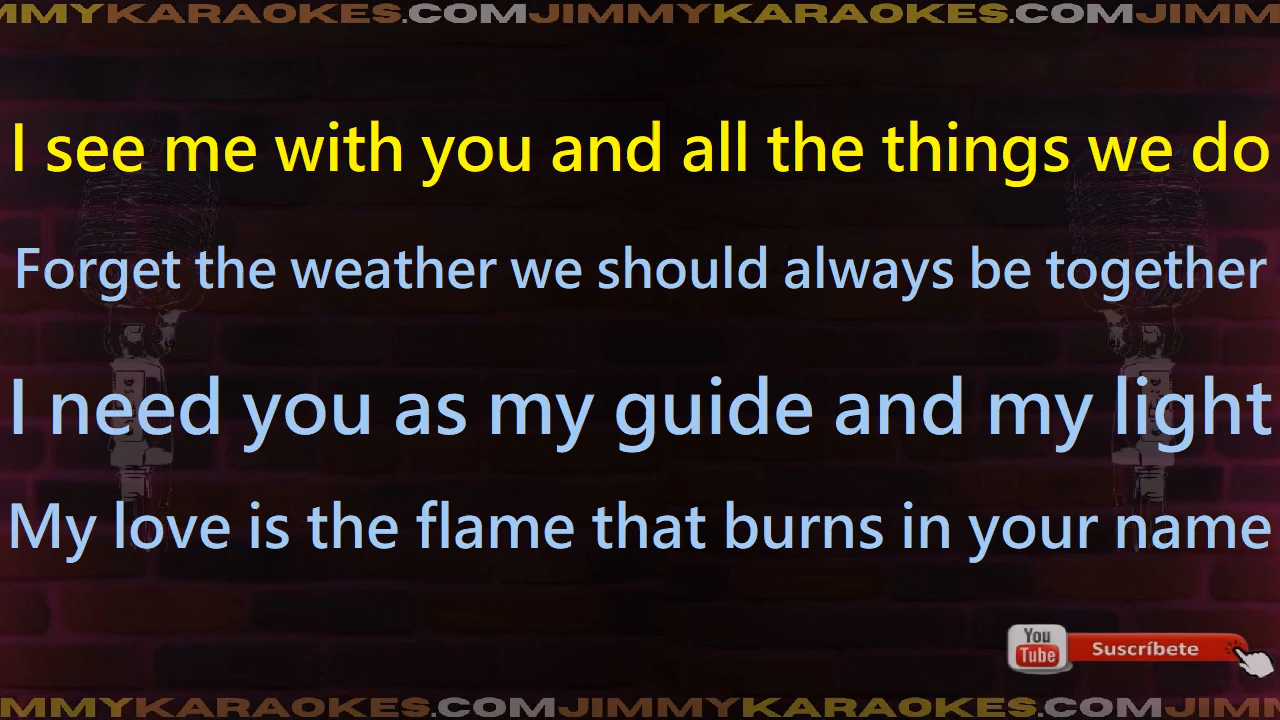 MMYKARAOKES.COMJIMMYKARAOKES.COMJIMM
I see me with you and all the things we do
Forget the weather we should always be together
I need you as my guide and my light
My love is the flame that burns in your name
You
Tube
Suscríbete
MMYKARAOKES.COMJIMMYKARAOKES.COMJIMM